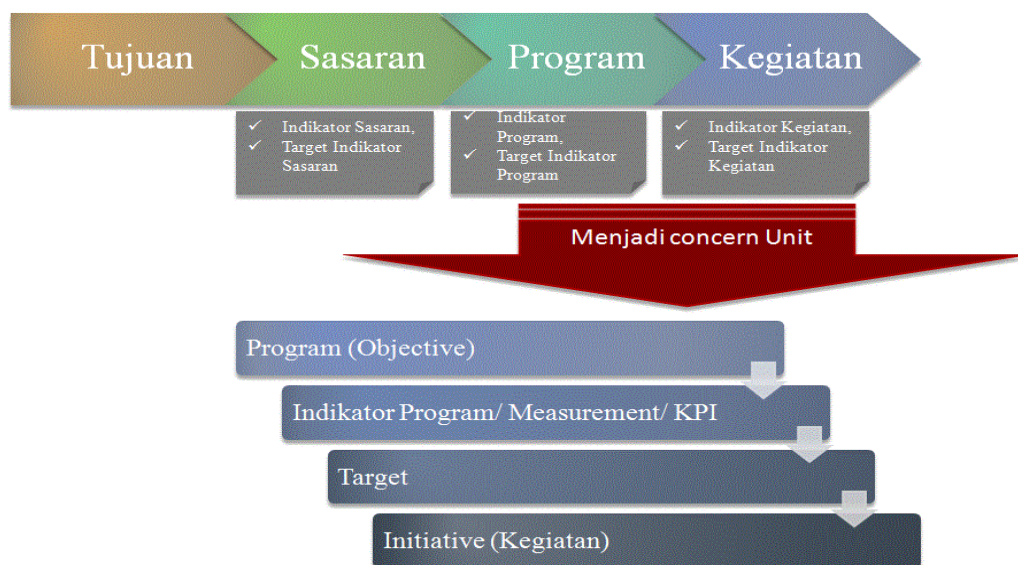 Tujuan
Sasaran
Program
Kegiatan
Indikator Sasaran,
Target Indikator
Sasaran
Indikator
Program,
Target Indikator
Program
Indikator Kegiatan,
Target Indikator
Kegiatan
Menjadi concern Unit
Program (Objective)
Indikator Program/ Measurement/ KPI
Target
Initiative (Kegiatan)